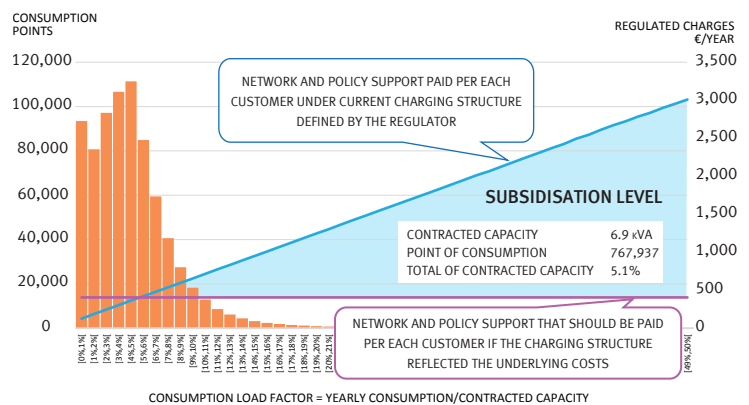 CONSUMPTION
POINTS
REGULATED CHARGES
€/YEAR
120,000
100,000
80,000
60,000
40,000
20,000
0
3,500
3,000
2,500
2,000
1,500
1,000
500
0
NETWORK AND POLICY SUPPORT PAID PER EACH
CUSTOMER UNDER CURRENT CHARGING STRUCTURE
DEFINED BY THE REGULATOR
SUBSIDISATION LEVEL
CONTRACTED CAPACITY 6.9 KVA
POINT OF CONSUMPTION 767,937
TOTAL OF CONTRACTED CAPACITY 5.1%
NETWORK AND POLICY SUPPORT THAT SHOULD BE PAID
PER EACH CUSTOMER IF THE CHARGING STRUCTURE
REFLECTED THE UNDERLYING COSTS
[0%,1%[
[1%,2%[
[2%,3%[
[3%,4%[
[4%,5%[
[5%,6%[
[6%,7%[
[7%,8%[
[8%,9%[
[9%,10%[
[10%,11%[
[11%,12%[
[12%,13%[
[13%,14%[
[14%,15%[
[15%,16%[
[16%,17%[
[17%,18%[
[18%,19%[
[19%,20%[
[20%,21%[
[49%,50%[
CONSUMPTION LOAD FACTOR = YEARLY CONSUMPTION/CONTRACTED CAPACITY